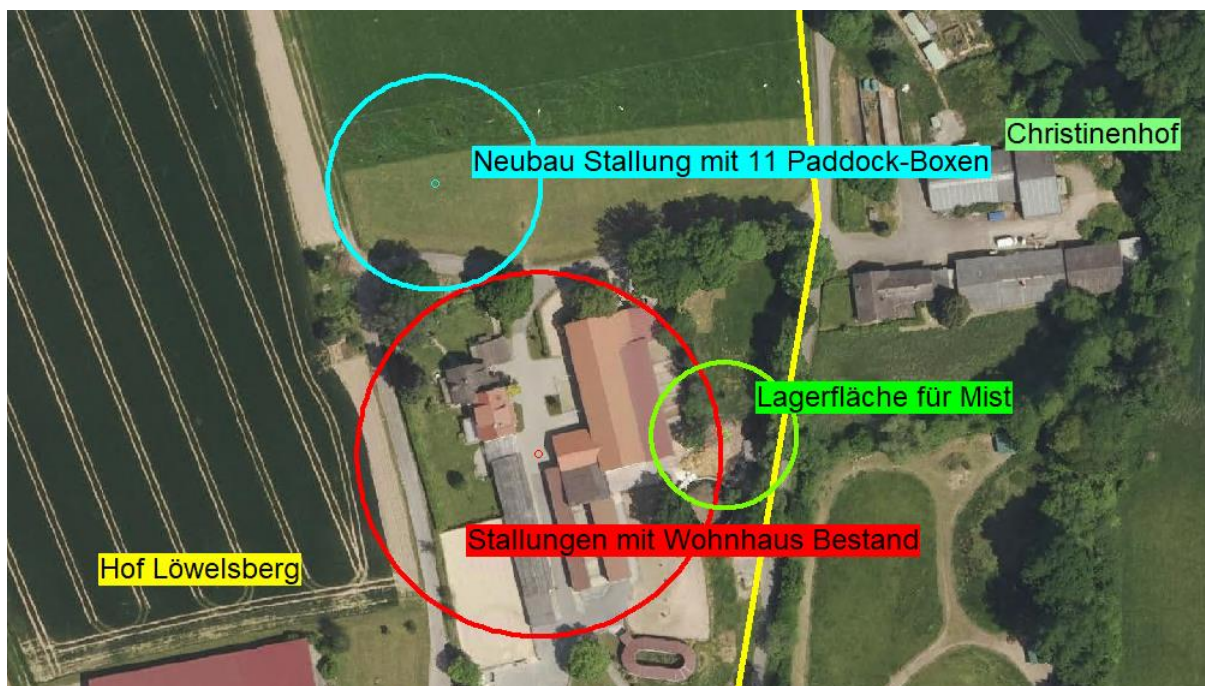 Christinenhof
Neubau Stallung mit 11 Paddock-Boxen
Lagerfläche für Mist
Stallungen mit Wohnhaus Bestand
Hof Löwelsberg